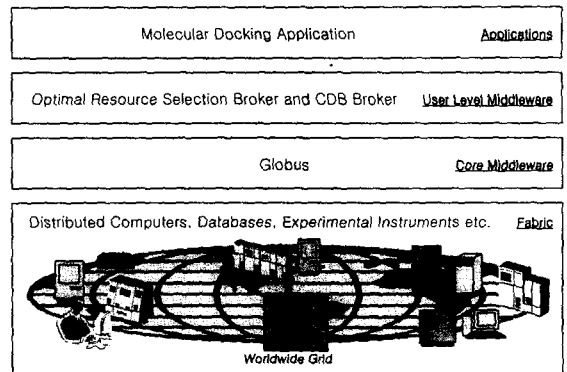 Molecular Docking Application Applications
Optimal Resource Selection Broker and CDB Broker User Level Middleware
Globus Core Middleware
Distributed Computers, Databases, Experimental Instruments etc. Fabric
Worldwide Grid